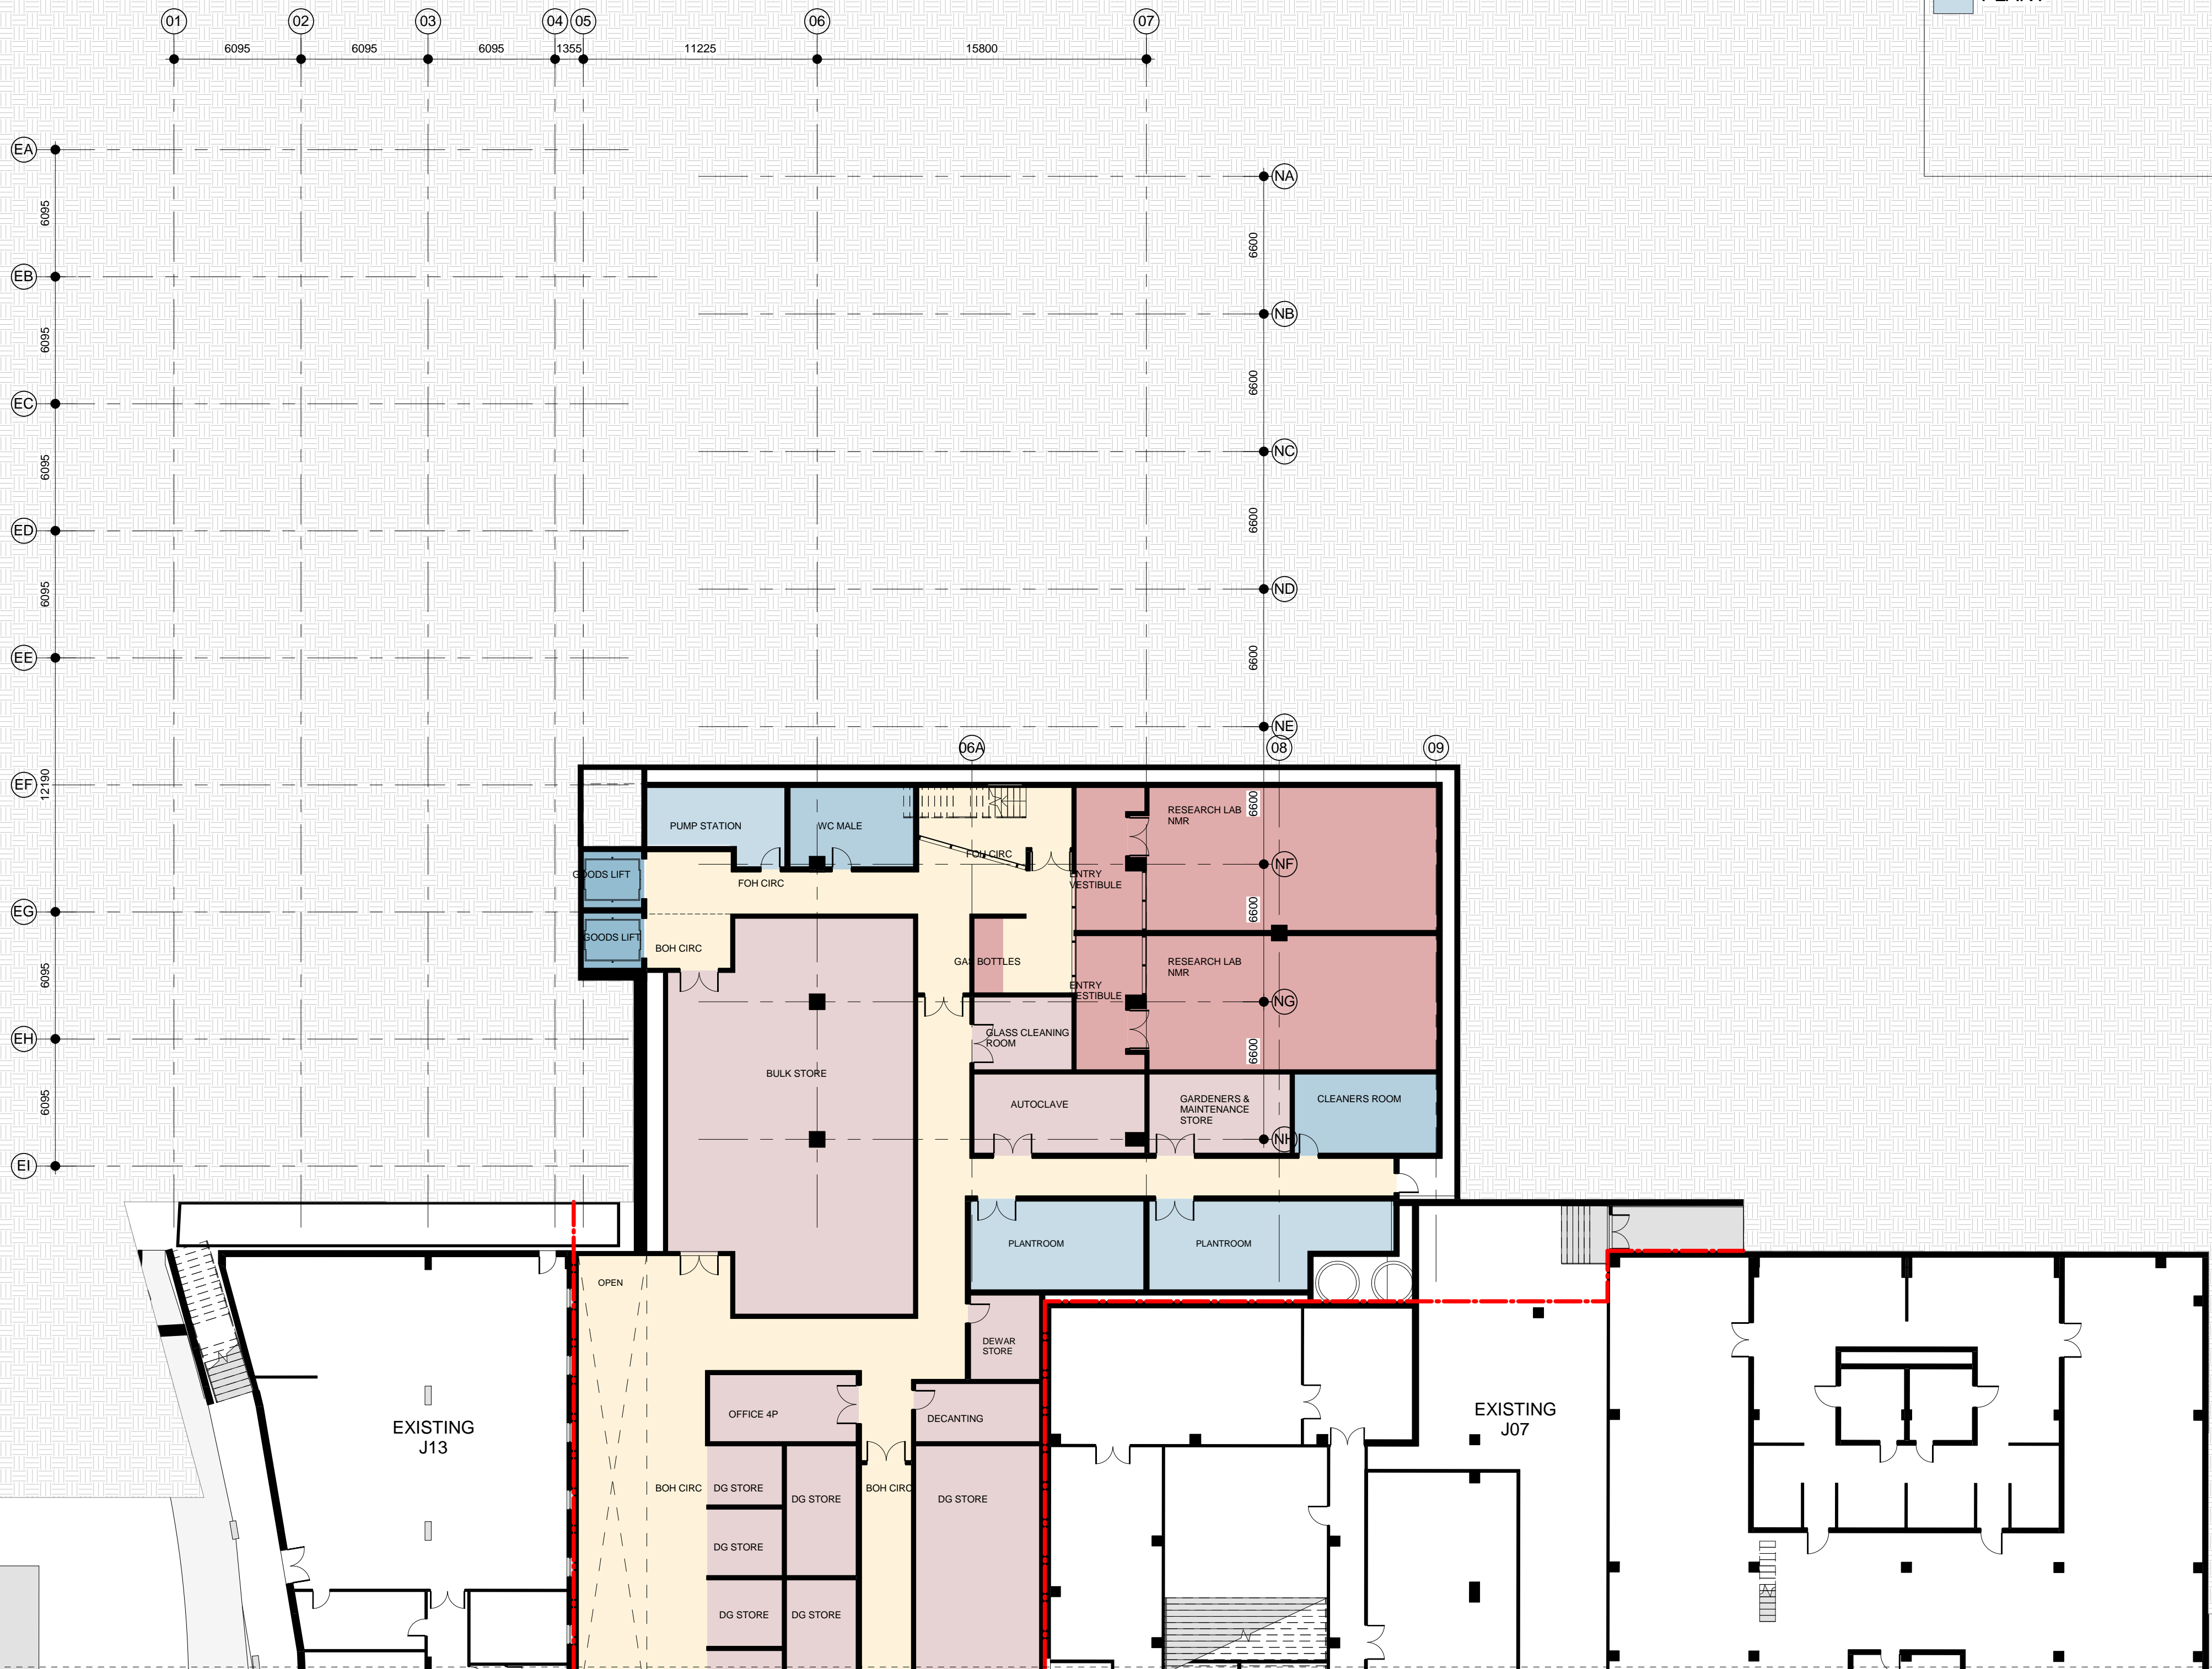 PLANT
01 02 03 04 05 06 07
6095 6095 6095 1355 11225 15800
EA
NA
6095
6600
EB
NB
6095
6600
EC
NC
6095
6600
ED
ND
6095
6600
EE
NE
06A 08 09
EF
12190
6600
RESEARCH LAB
NMR
PUMP STATION
WC MALE
FOH CIRC
NF
GOODS LIFT
FOH CIRC
ENTRY
VESTIBULE
EG
6600
GOODS LIFT
BOH CIRC
GAS BOTTLES
RESEARCH LAB
NMR
6095
ENTRY
VESTIBULE
NG
EH
GLASS CLEANING
ROOM
6600
BULK STORE
6095
AUTOCLAVE
GARDENERS &
MAINTENANCE
STORE
CLEANERS ROOM
NH
EI
PLANTROOM
PLANTROOM
OPEN
DEWAR
STORE
OFFICE 4P
DECANTING
EXISTING
J13
EXISTING
J07
BOH CIRC
DG STORE
DG STORE
BOH CIRC
DG STORE
DG STORE
DG STORE
DG STORE